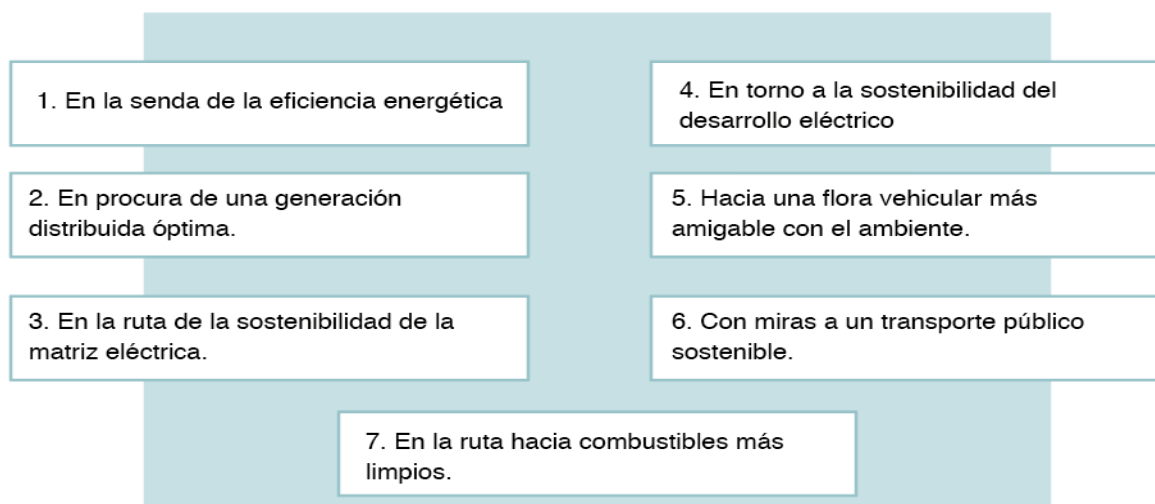 1. En la senda de la eficiencia energética
2. En procura de una generación
distribuida óptima.
3. En la ruta de la sostenibilidad de la
matriz eléctrica.
4. En torno a la sostenibilidad del
desarrollo eléctrico
5. Hacia una flora vehicular más
amigable con el ambiente.
6. Con miras a un transporte público
sostenible.
7. En la ruta hacia combustibles más
limpios.